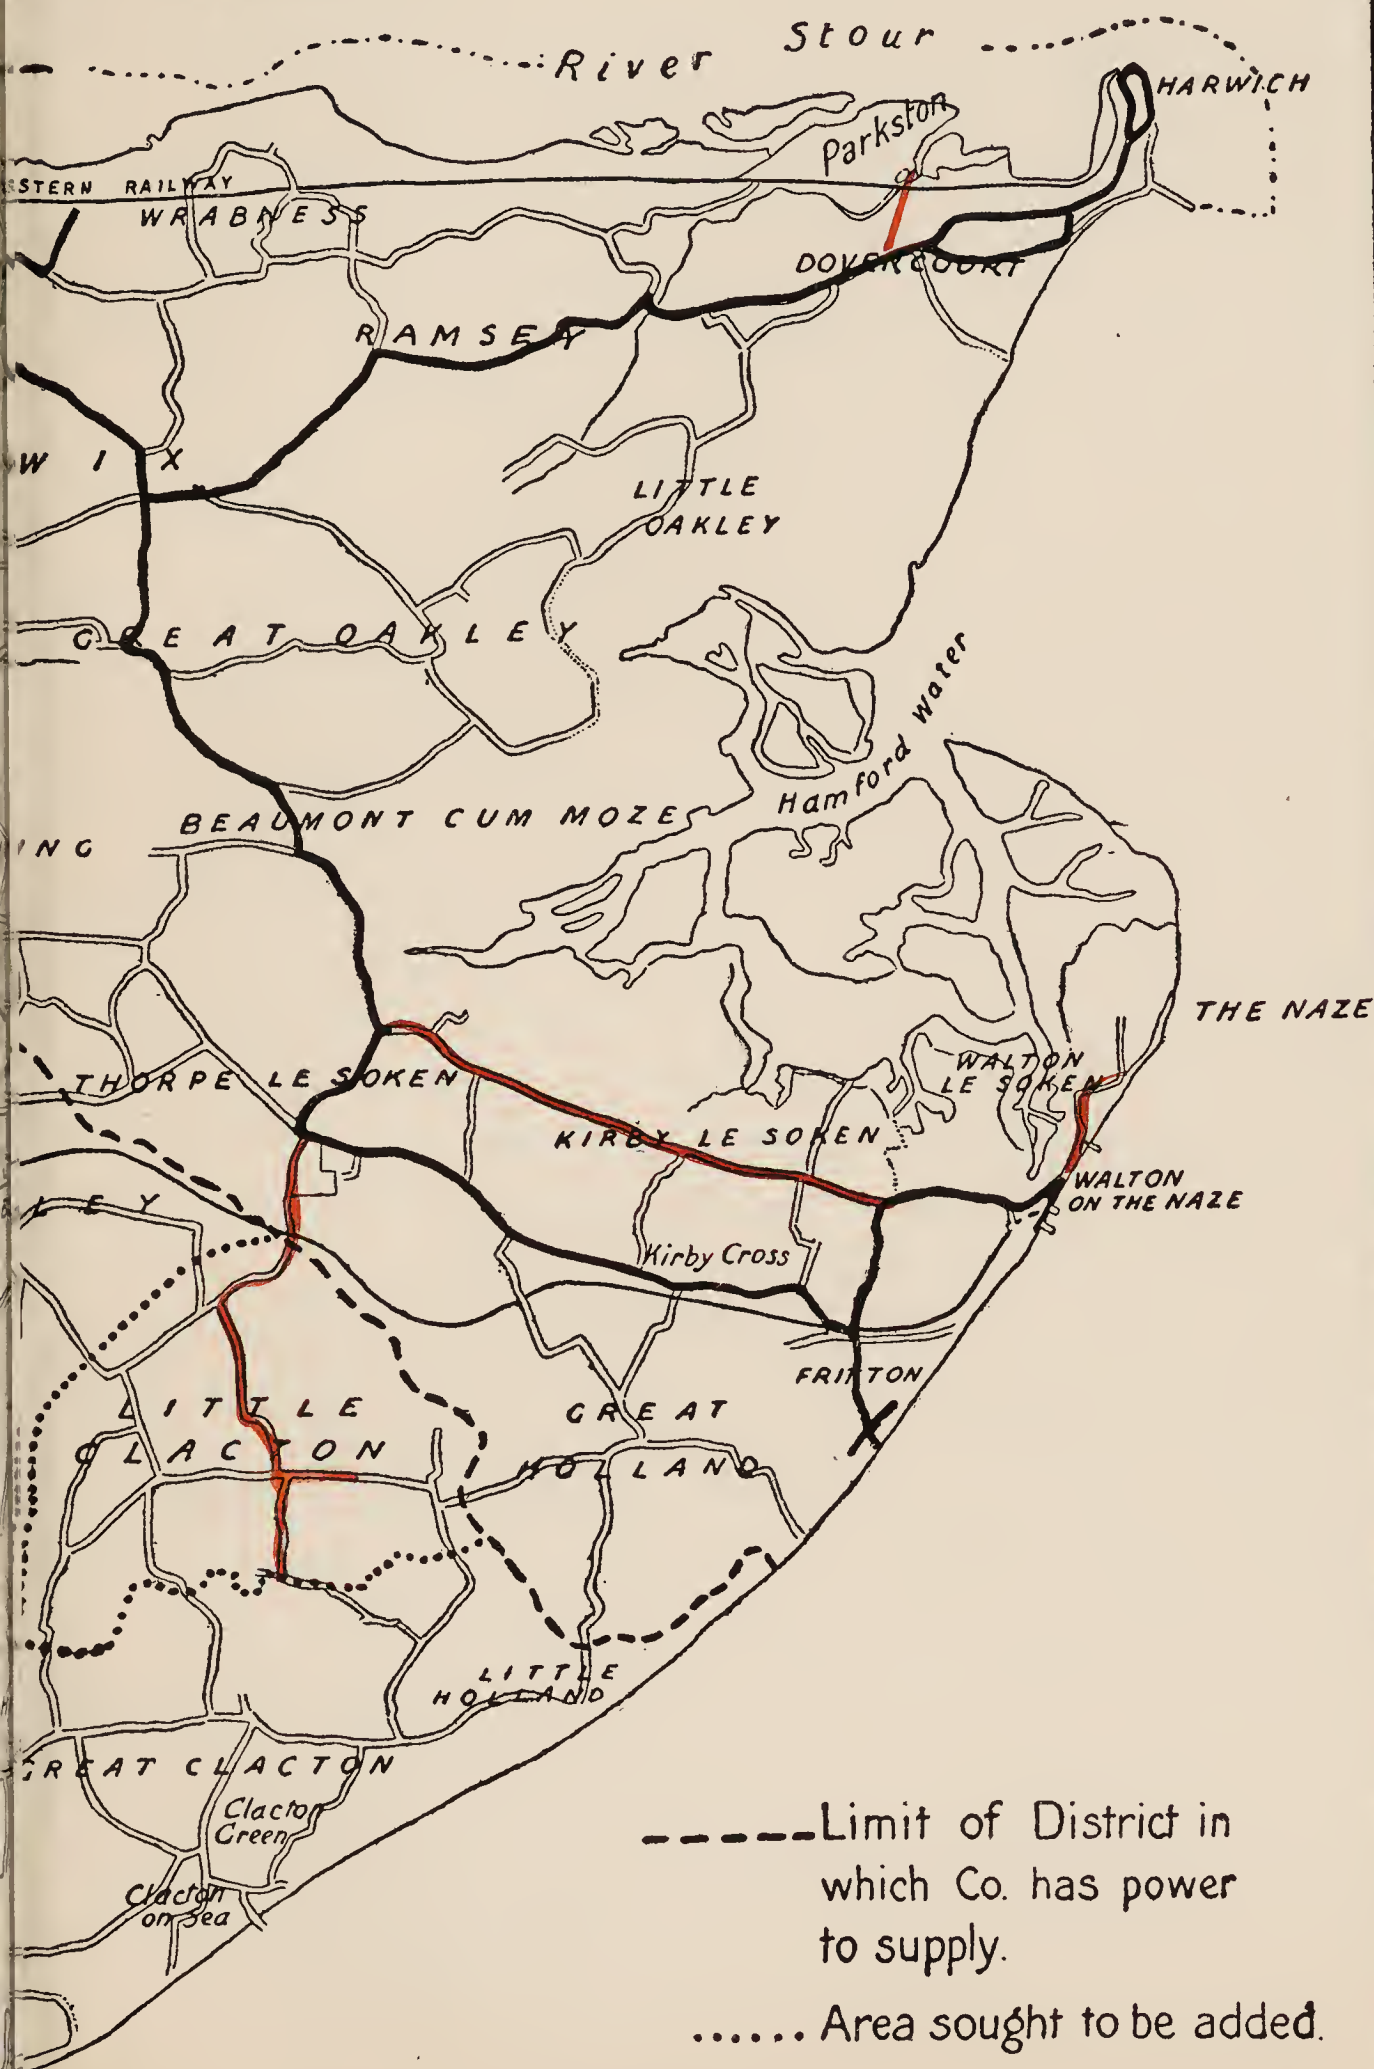 River Stour
HARWICH
Parkston
STERN RAILWAY
WRABNESS
DOVERCOURT
RAMSEY
WIX
LITTLE
OAKLEY
GREAT OAKLEY
Hamford Water
BEAUMONT CUM MOZE
ING
THE NAZE
WALTON
LE SOKEN
THORPE LE SOKEN
KIRBY LE SOKEN
WALTON
ON THE NAZE
LEY
Kirby Cross
FRINTON
LITTLE
CLACTON
GREAT
HOLLAND
LITTLE
HOLLAND
GREAT CLACTON
Clacton
Green
Clacton
on Sea
Limit of District in
which Co. has power
to supply.
Area sought to be added.